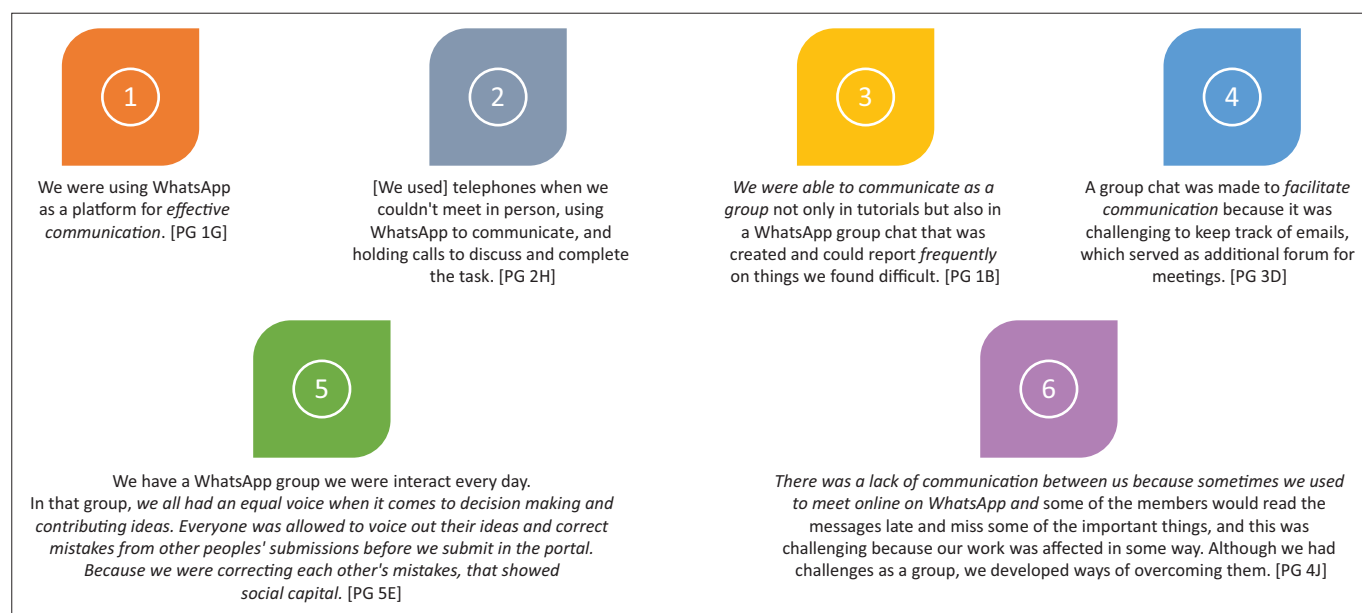 1
We were using WhatsApp
as a platform for effective
communication. [PG 1G]
2
[We used] telephones when we
couldn't meet in person, using
WhatsApp to communicate, and
holding calls to discuss and complete
the task. [PG 2H]
3
We were able to communicate as a
group not only in tutorials but also in
a WhatsApp group chat that was
created and could report frequently
on things we found difficult. [PG 1B]
4
A group chat was made to facilitate
communication because it was
challenging to keep track of emails,
which served as additional forum for
meetings. [PG 3D]
5
We have a WhatsApp group we were interact every day.
In that group, we all had an equal voice when it comes to decision making and
contributing ideas. Everyone was allowed to voice out their ideas and correct
mistakes from other peoples' submissions before we submit in the portal.
Because we were correcting each other's mistakes, that showed
social capital. [PG 5E]
6
There was a lack of communication between us because sometimes we used
to meet online on WhatsApp and some of the members would read the
messages late and miss some of the important things, and this was
challenging because our work was affected in some way. Although we had
challenges as a group, we developed ways of overcoming them. [PG 4J]